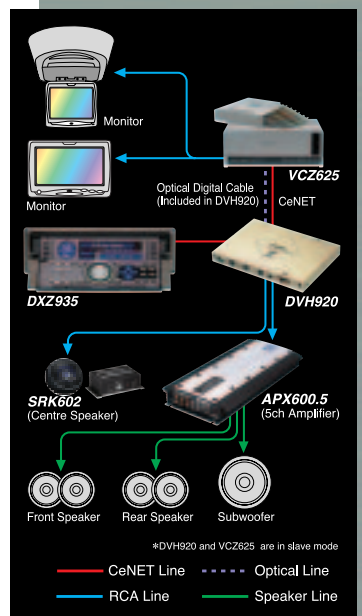 Monitor
VCZ625
Optical Digital Cable
(Included in DVH920)
CeNET
Monitor
DXZ935
DVH920
SRK602
(Centre Speaker)
APX600.5
(5ch Amplifier)
Front Speaker
Rear Speaker
Subwoofer
*DVH920 and VCZ625 are in slave mode
CeNET Line
Optical Line
RCA Line
Speaker Line